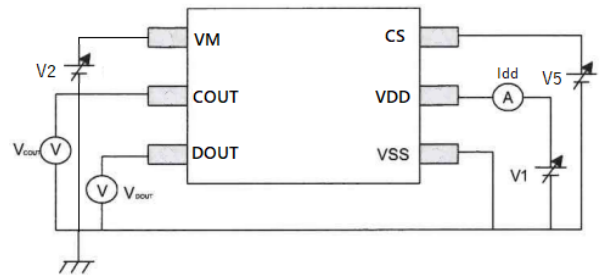 VM CS
V2 Idd V5
COUT VDD A
VCOUT V
DOUT VSS
V VDOUT V1